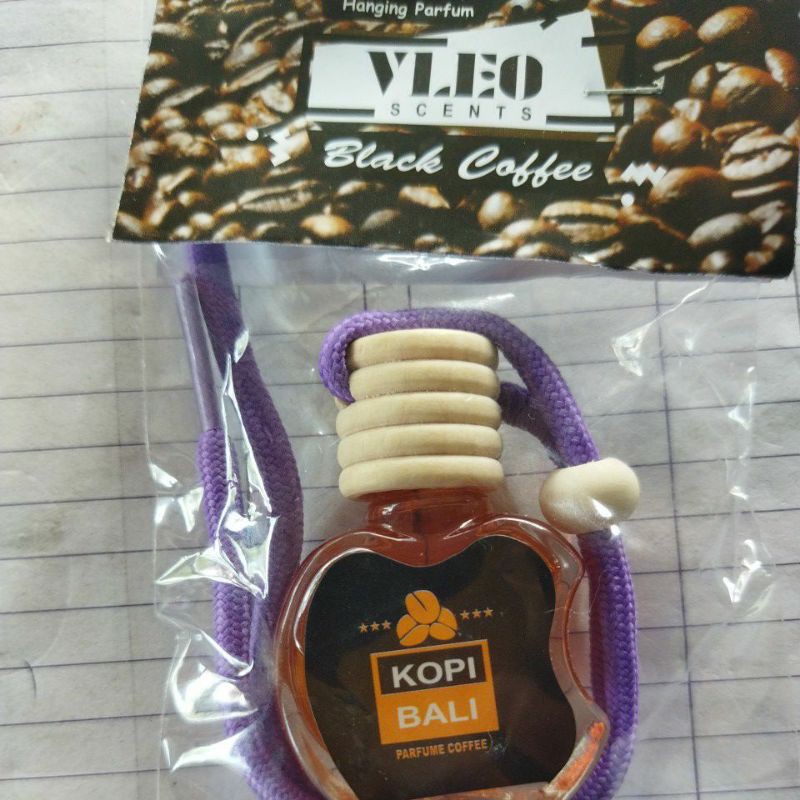 Hanging Parfum
VLEO
SCENTS
Black Coffee
KOPI
BALI
PARFUME COFFEE